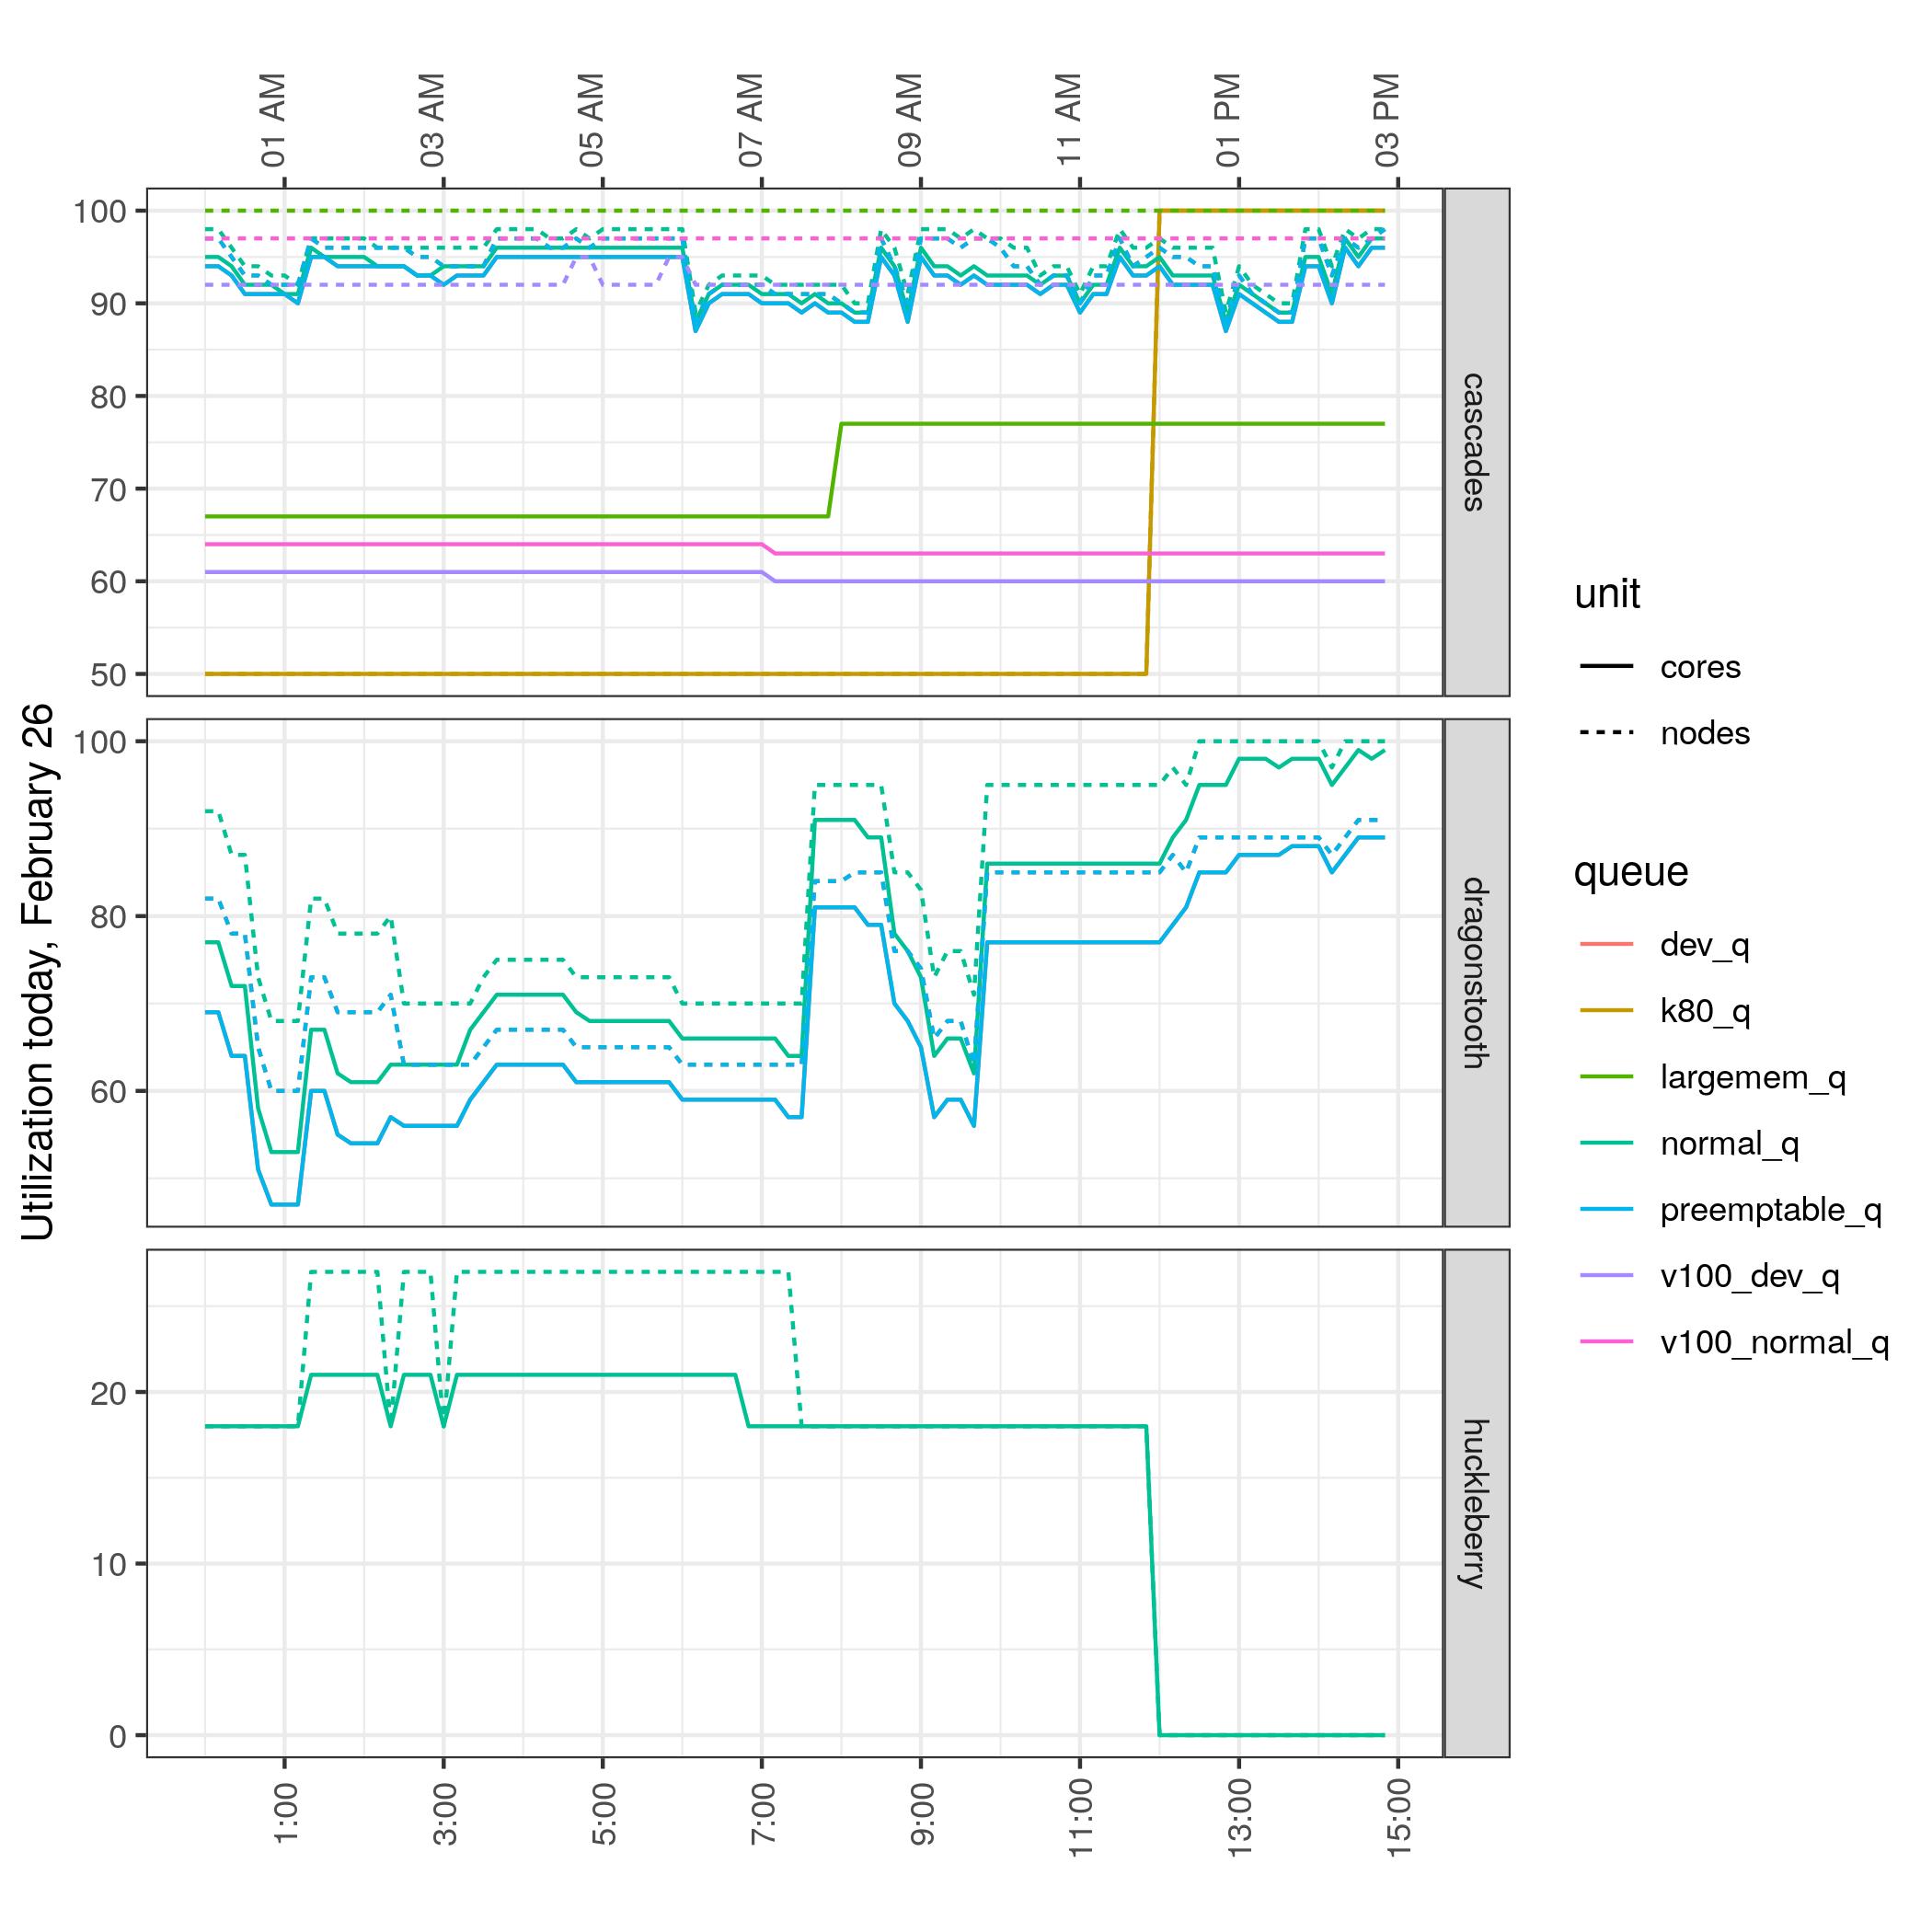 01 AM
03 AM
05 AM
07 AM
09 AM
11 AM
01 PM
03 PM
100
90
80
70
60
50
cascades
Utilization today, February 26
100
80
60
dragonstooth
20
10
0
huckleberry
1:00
3:00
5:00
7:00
9:00
11:00
13:00
15:00
unit
cores
nodes
queue
dev_q
k80_q
largemem_q
normal_q
preemptable_q
v100_dev_q
v100_normal_q